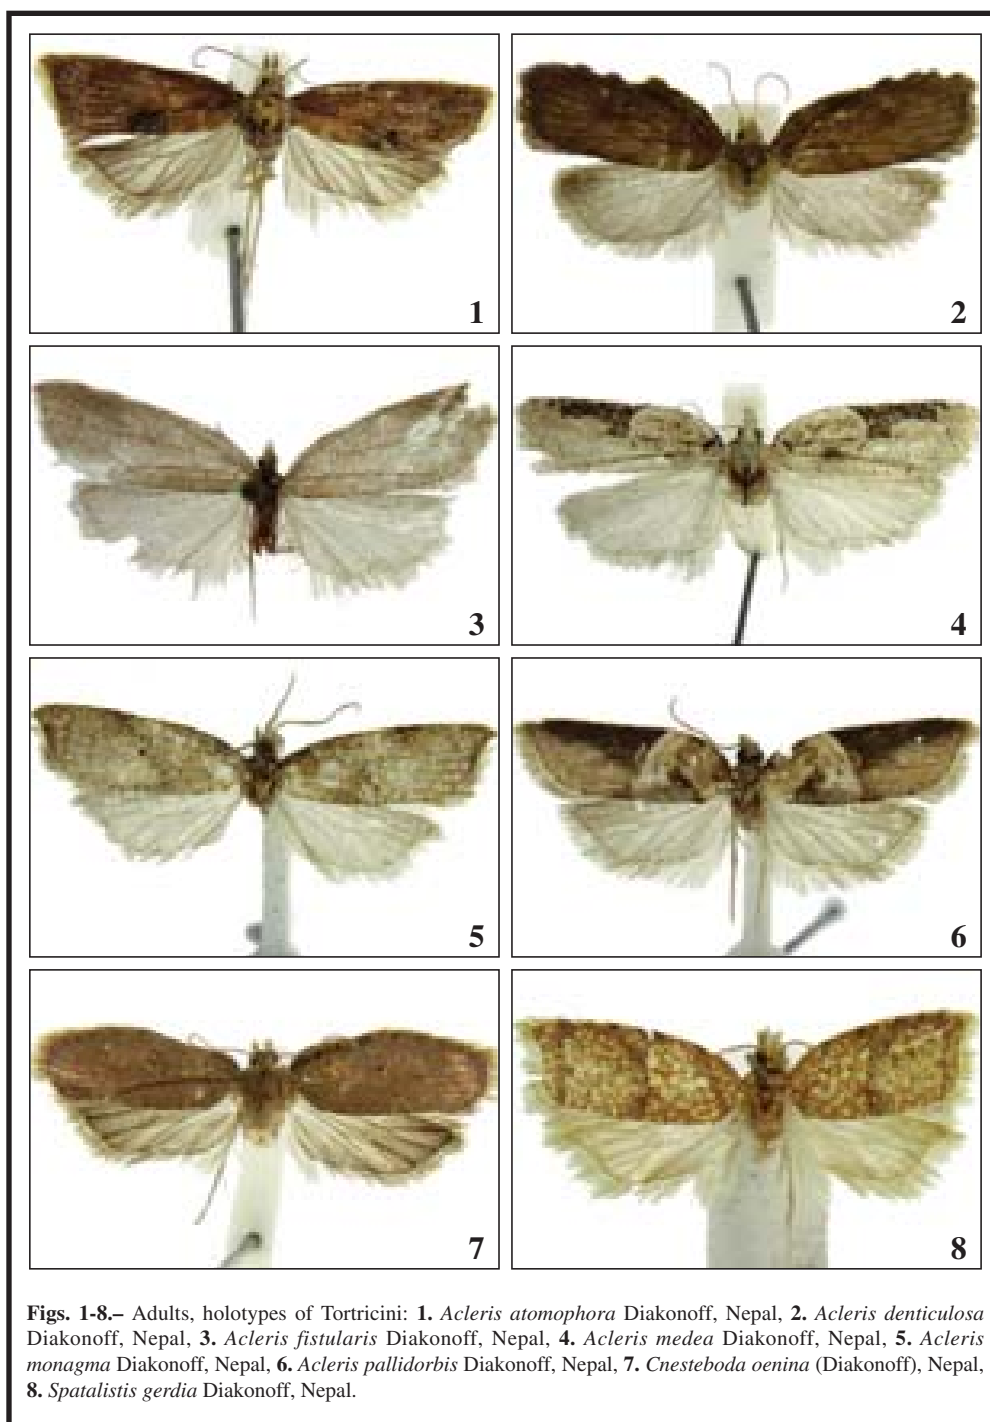 1
2
3
4
5
6
7
8
Figs. 1-8.– Adults, holotypes of Tortricini: 1. Acleris atomophora Diakonoff, Nepal, 2. Acleris denticulosa
Diakonoff, Nepal, 3. Acleris fistularis Diakonoff, Nepal, 4. Acleris medea Diakonoff, Nepal, 5. Acleris
monagma Diakonoff, Nepal, 6. Acleris pallidorbis Diakonoff, Nepal, 7. Cnesteboda oenina (Diakonoff), Nepal,
8. Spatalistis gerdia Diakonoff, Nepal.